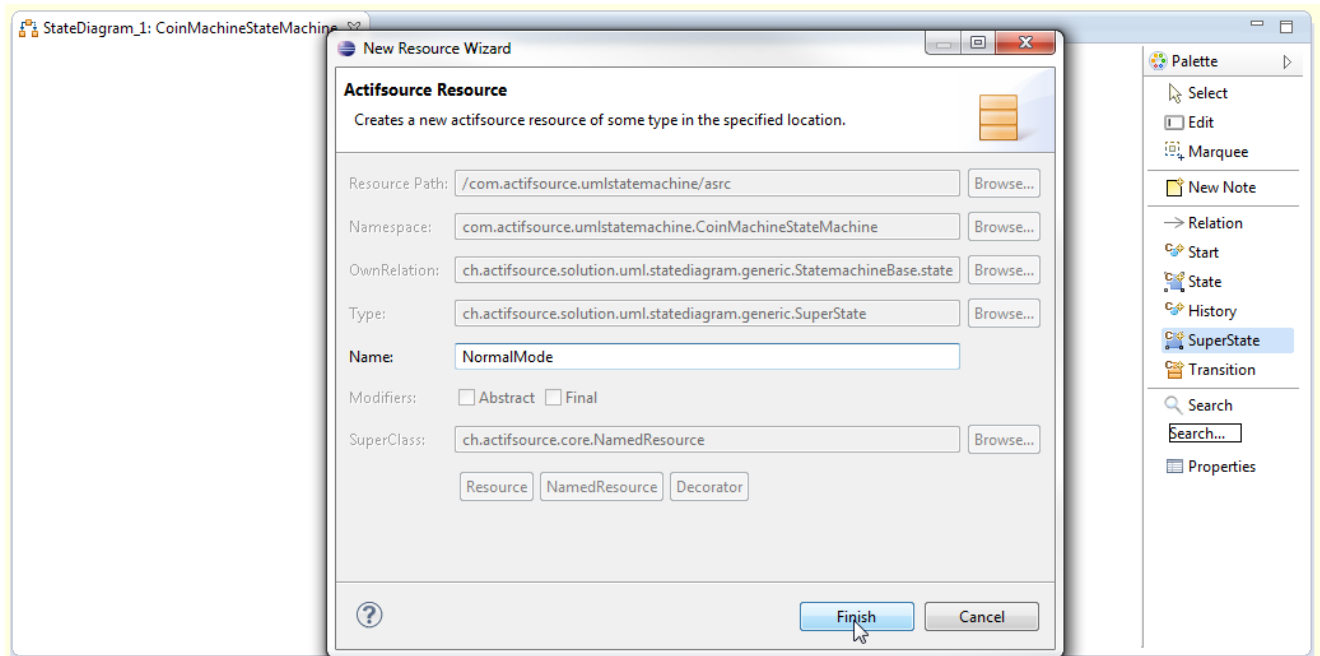 StateDiagram_1: CoinMachineStateMachine
New Resource Wizard
Actifsource Resource
Creates a new actifsource resource of some type in the specified location.
Resource Path: /com.actifsource.umlstatemachine/asrc Browse...
Namespace: com.actifsource.umlstatemachine.CoinMachineStateMachine Browse...
OwnRelation: ch.actifsource.solution.uml.statediagram.generic.StatemachineBase.state Browse...
Type: ch.actifsource.solution.uml.statediagram.generic.SuperState Browse...
Name: NormalMode
Modifiers: Abstract Final
SuperClass: ch.actifsource.core.NamedResource Browse...
Resource NamedResource Decorator
Finish Cancel
Palette
Select
Edit
Marquee
New Note
Relation
Start
State
History
SuperState
Transition
Search
Search...
Properties